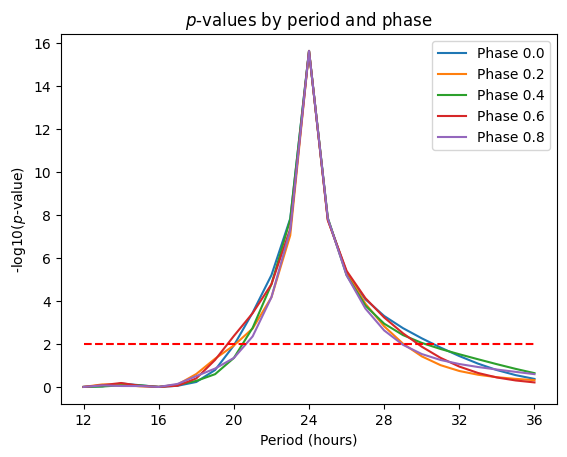 p-values by period and phase
16
14
12
10
8
6
4
2
0
-log10(p-value)
Phase 0.0
Phase 0.2
Phase 0.4
Phase 0.6
Phase 0.8
12 16 20 24 28 32 36
Period (hours)